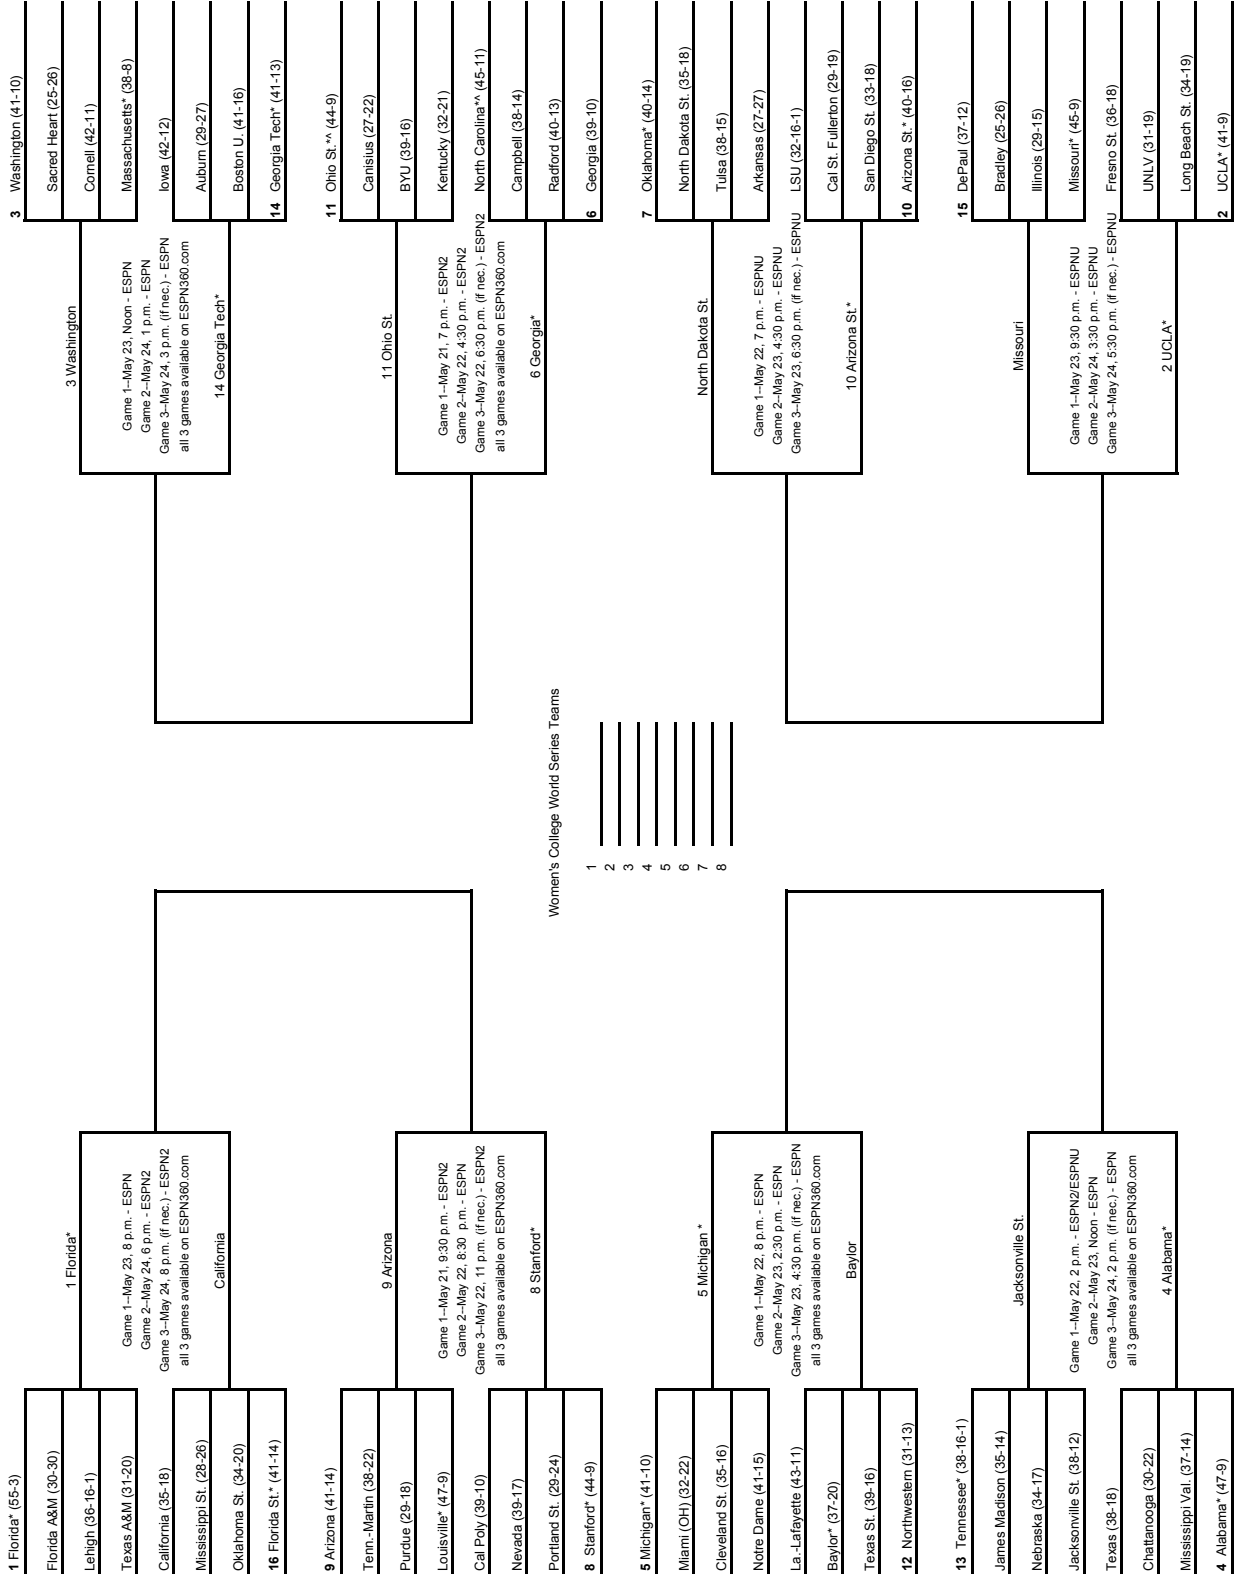 1 Florida* (55-3)
Florida A&M (30-30)
Lehigh (36-16-1)
Texas A&M (31-20)
California (35-18)
Mississippi St. (28-26)
Oklahoma St. (34-20)
16 Florida St.* (41-14)
9 Arizona (41-14)
Tenn.-Martin (38-22)
Purdue (29-18)
Louisville* (47-9)
Cal Poly (39-10)
Nevada (39-17)
Portland St. (29-24)
8 Stanford* (44-9)
5 Michigan* (41-10)
Miami (OH) (32-22)
Cleveland St. (35-16)
Notre Dame (41-15)
La.-Lafayette (43-11)
Baylor* (37-20)
Texas St. (39-16)
12 Northwestern (31-13)
13 Tennessee* (38-16-1)
James Madison (35-14)
Nebraska (34-17)
Jacksonville St. (38-12)
Texas (38-18)
Chattanooga (30-22)
Mississippi Val. (37-14)
4 Alabama* (47-9)
1 Florida*
Game 1--May 23, 8 p.m. - ESPN
Game 2--May 24, 6 p.m. - ESPN2
Game 3--May 24, 8 p.m. (if nec.) - ESPN2
all 3 games available on ESPN360.com
California
9 Arizona
Game 1--May 21, 9:30 p.m. - ESPN2
Game 2--May 22, 8:30 p.m. - ESPN
Game 3--May 22, 11 p.m. (if nec.) - ESPN2
all 3 games available on ESPN360.com
8 Stanford*
5 Michigan *
Game 1--May 22, 8 p.m. - ESPN
Game 2--May 23, 2:30 p.m. - ESPN
Game 3--May 23, 4:30 p.m. (if nec.) - ESPN
all 3 games available on ESPN360.com
Baylor
Jacksonville St.
Game 1--May 22, 2 p.m. - ESPN2/ESPNU
Game 2--May 23, Noon - ESPN
Game 3--May 24, 2 p.m. (if nec.) - ESPN
all 3 games available on ESPN360.com
4 Alabama*
Women's College World Series Teams
1
2
3
4
5
6
7
8
3 Washington
Game 1--May 23, Noon - ESPN
Game 2--May 24, 1 p.m. - ESPN
Game 3--May 24, 3 p.m. (if nec.) - ESPN
all 3 games available on ESPN360.com
14 Georgia Tech*
11 Ohio St.
Game 1--May 21, 7 p.m. - ESPN2
Game 2--May 22, 4:30 p.m. - ESPN2
Game 3--May 22, 6:30 p.m. (if nec.) - ESPN2
all 3 games available on ESPN360.com
6 Georgia*
North Dakota St.
Game 1--May 22, 7 p.m. - ESPNU
Game 2--May 23, 4:30 p.m. - ESPNU
Game 3--May 23, 6:30 p.m. (if nec.) - ESPNU
10 Arizona St.*
Missouri
Game 1--May 23, 9:30 p.m. - ESPNU
Game 2--May 24, 3:30 p.m. - ESPNU
Game 3--May 24, 5:30 p.m. (if nec.) - ESPNU
2 UCLA*
3 Washington (41-10)
Sacred Heart (25-26)
Cornell (42-11)
Massachusetts* (38-8)
Iowa (42-12)
Auburn (29-27)
Boston U. (41-16)
14 Georgia Tech* (41-13)
11 Ohio St.*^ (44-9)
Canisius (27-22)
BYU (39-16)
Kentucky (32-21)
North Carolina*^ (45-11)
Campbell (38-14)
Radford (40-13)
6 Georgia (39-10)
7 Oklahoma* (40-14)
North Dakota St. (35-18)
Tulsa (38-15)
Arkansas (27-27)
LSU (32-16-1)
Cal St. Fullerton (29-19)
San Diego St. (33-18)
10 Arizona St.* (40-16)
15 DePaul (37-12)
Bradley (25-26)
Illinois (29-15)
Missouri* (45-9)
Fresno St. (36-18)
UNLV (31-19)
Long Beach St. (34-19)
2 UCLA* (41-9)